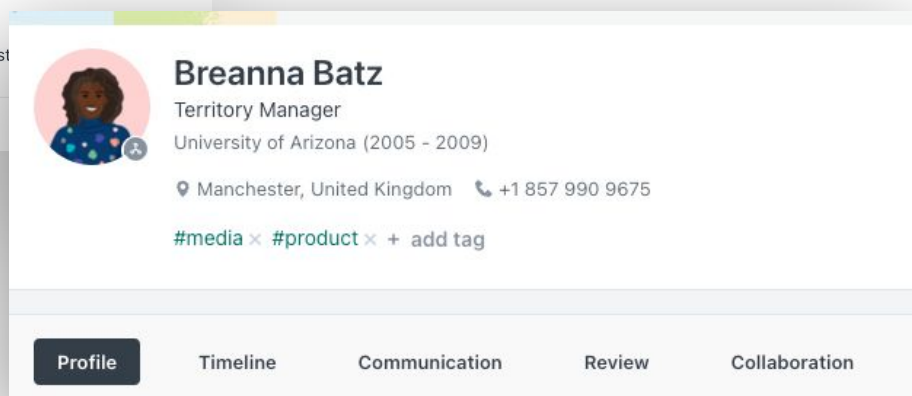 Breanna Batz
Territory Manager
University of Arizona (2005 - 2009)
Manchester, United Kingdom +1 857 990 9675
#media × #product × + add tag
Profile Timeline Communication Review Collaboration